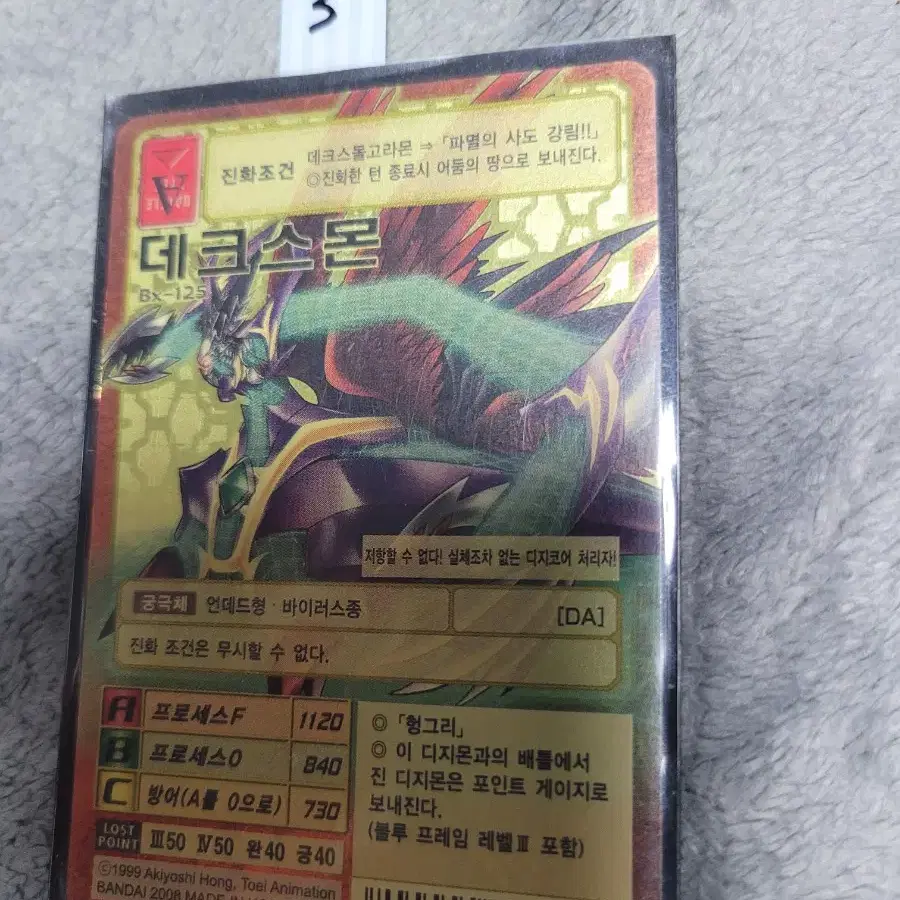 3
진화조건
데크스돌고라몬 ⇒ 「파멸의 사도 강림!!」
◎진화한 턴 종료시 어둠의 땅으로 보내진다.
BATTLE
데크스몬
Bx-125
저항할 수 없다! 실체조차 없는 디지코어 처리자!
궁극체 언데드형·바이러스종 [DA]
진화 조건은 무시할 수 없다.
A 프로세스F 1120
B 프로세스0 840
C 방어(A를 0으로) 730
LOST POINT Ⅲ50 Ⅳ50 완40 궁40
◎ 「헝그리」
◎ 이 디지몬과의 배틀에서
진 디지몬은 포인트 게이지로
보내진다.
(블루 프레임 레벨Ⅲ 포함)
©1999 Akiyoshi Hong, Toei Animation
BANDAI 2008 MADE IN